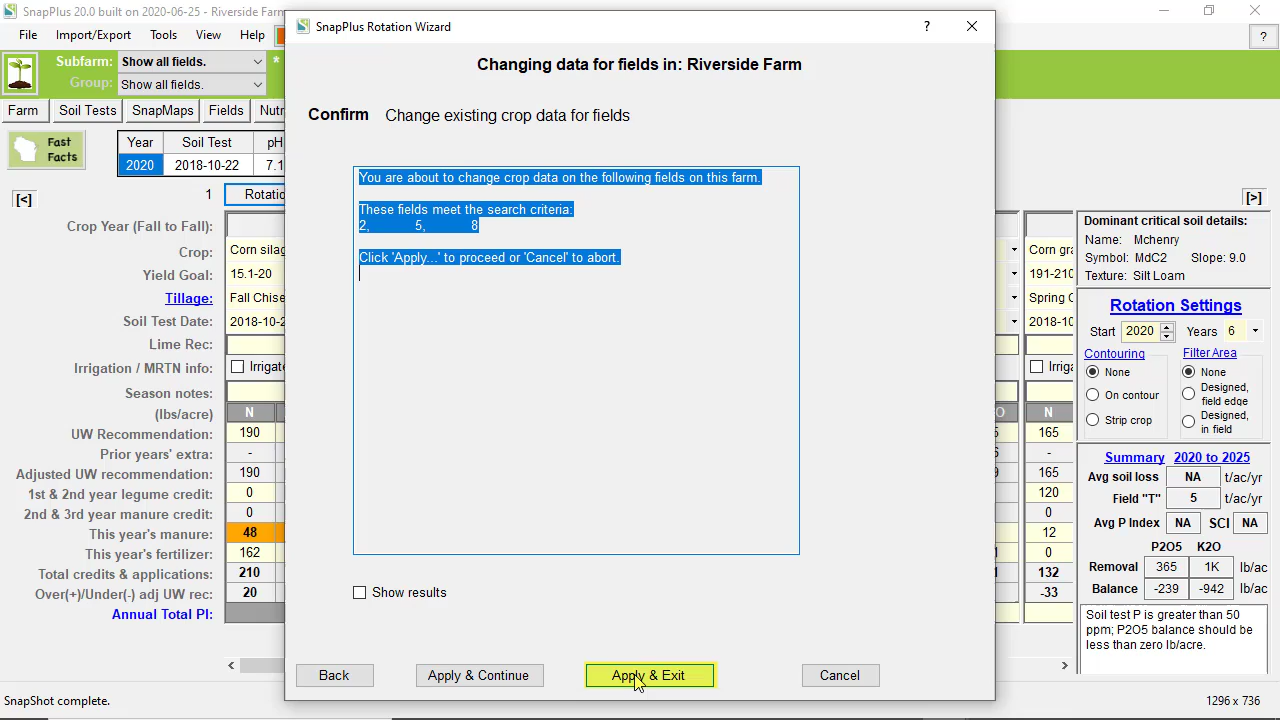 SnapPlus 20.0 built on 2020-06-25 - Riverside Farm
File Import/Export Tools View Help
?
Subfarm: Show all fields. *
Group: Show all fields.
Farm Soil Tests SnapMaps Fields Nutr
Fast Facts
Year Soil Test pH
2020 2018-10-22 7.1
[<] 1 Rotatio
Crop Year (Fall to Fall):
Crop: Corn silag
Yield Goal: 15.1-20
Tillage: Fall Chise
Soil Test Date: 2018-10-2
Lime Rec:
Irrigation / MRTN info: Irrigate
Season notes:
(lbs/acre) N
UW Recommendation: 190
Prior years' extra: -
Adjusted UW recommendation: 190
1st & 2nd year legume credit: 0
2nd & 3rd year manure credit: 0
This year's manure: 48
This year's fertilizer: 162
Total credits & applications: 210
Over(+)/Under(-) adj UW rec: 20
Annual Total PI:
SnapShot complete.
SnapPlus Rotation Wizard
?
Changing data for fields in: Riverside Farm
Confirm Change existing crop data for fields
You are about to change crop data on the following fields on this farm.
These fields meet the search criteria:
2, 5, 8
Click 'Apply...' to proceed or 'Cancel' to abort.
Show results
Back Apply & Continue Apply & Exit Cancel
[>]
Corn gra
191-210
Spring C
2018-10
Irriga
O N
5 165
6 -
9 165
120
0
12
1 0
1 132
-33
Dominant critical soil details:
Name: Mchenry
Symbol: MdC2 Slope: 9.0
Texture: Silt Loam
Rotation Settings
Start 2020 Years 6
Contouring Filter Area
None None
On contour Designed, field edge
Strip crop Designed, in field
Summary 2020 to 2025
Avg soil loss NA t/ac/yr
Field "T" 5 t/ac/yr
Avg P Index NA SCI NA
P2O5 K2O
Removal 365 1K lb/ac
Balance -239 -942 lb/ac
Soil test P is greater than 50
ppm; P2O5 balance should be
less than zero lb/acre.
1296 x 736